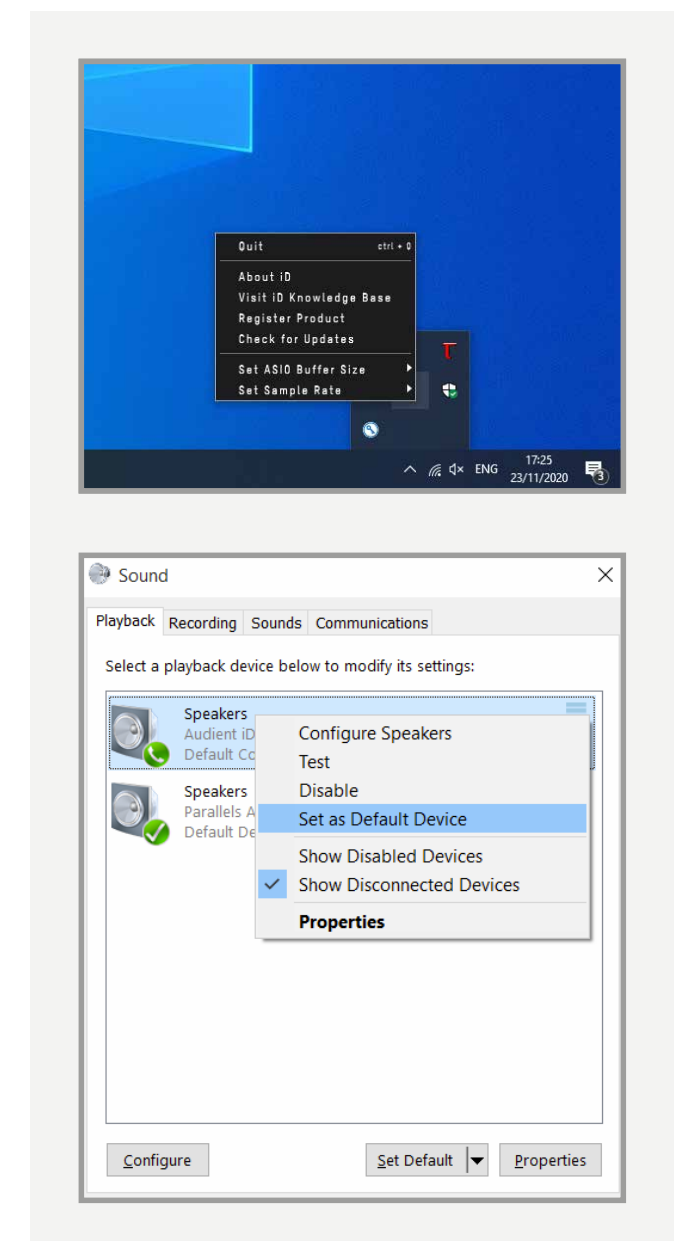 Quit ctrl + Q
About iD
Visit iD Knowledge Base
Register Product
Check for Updates
Set ASIO Buffer Size
Set Sample Rate
ENG
17:25
23/11/2020
3
Sound
Playback Recording Sounds Communications
Select a playback device below to modify its settings:
Speakers
Audient iD
Default Co
Speakers
Parallels A
Default De
Configure Speakers
Test
Disable
Set as Default Device
Show Disabled Devices
Show Disconnected Devices
Properties
Configure Set Default Properties